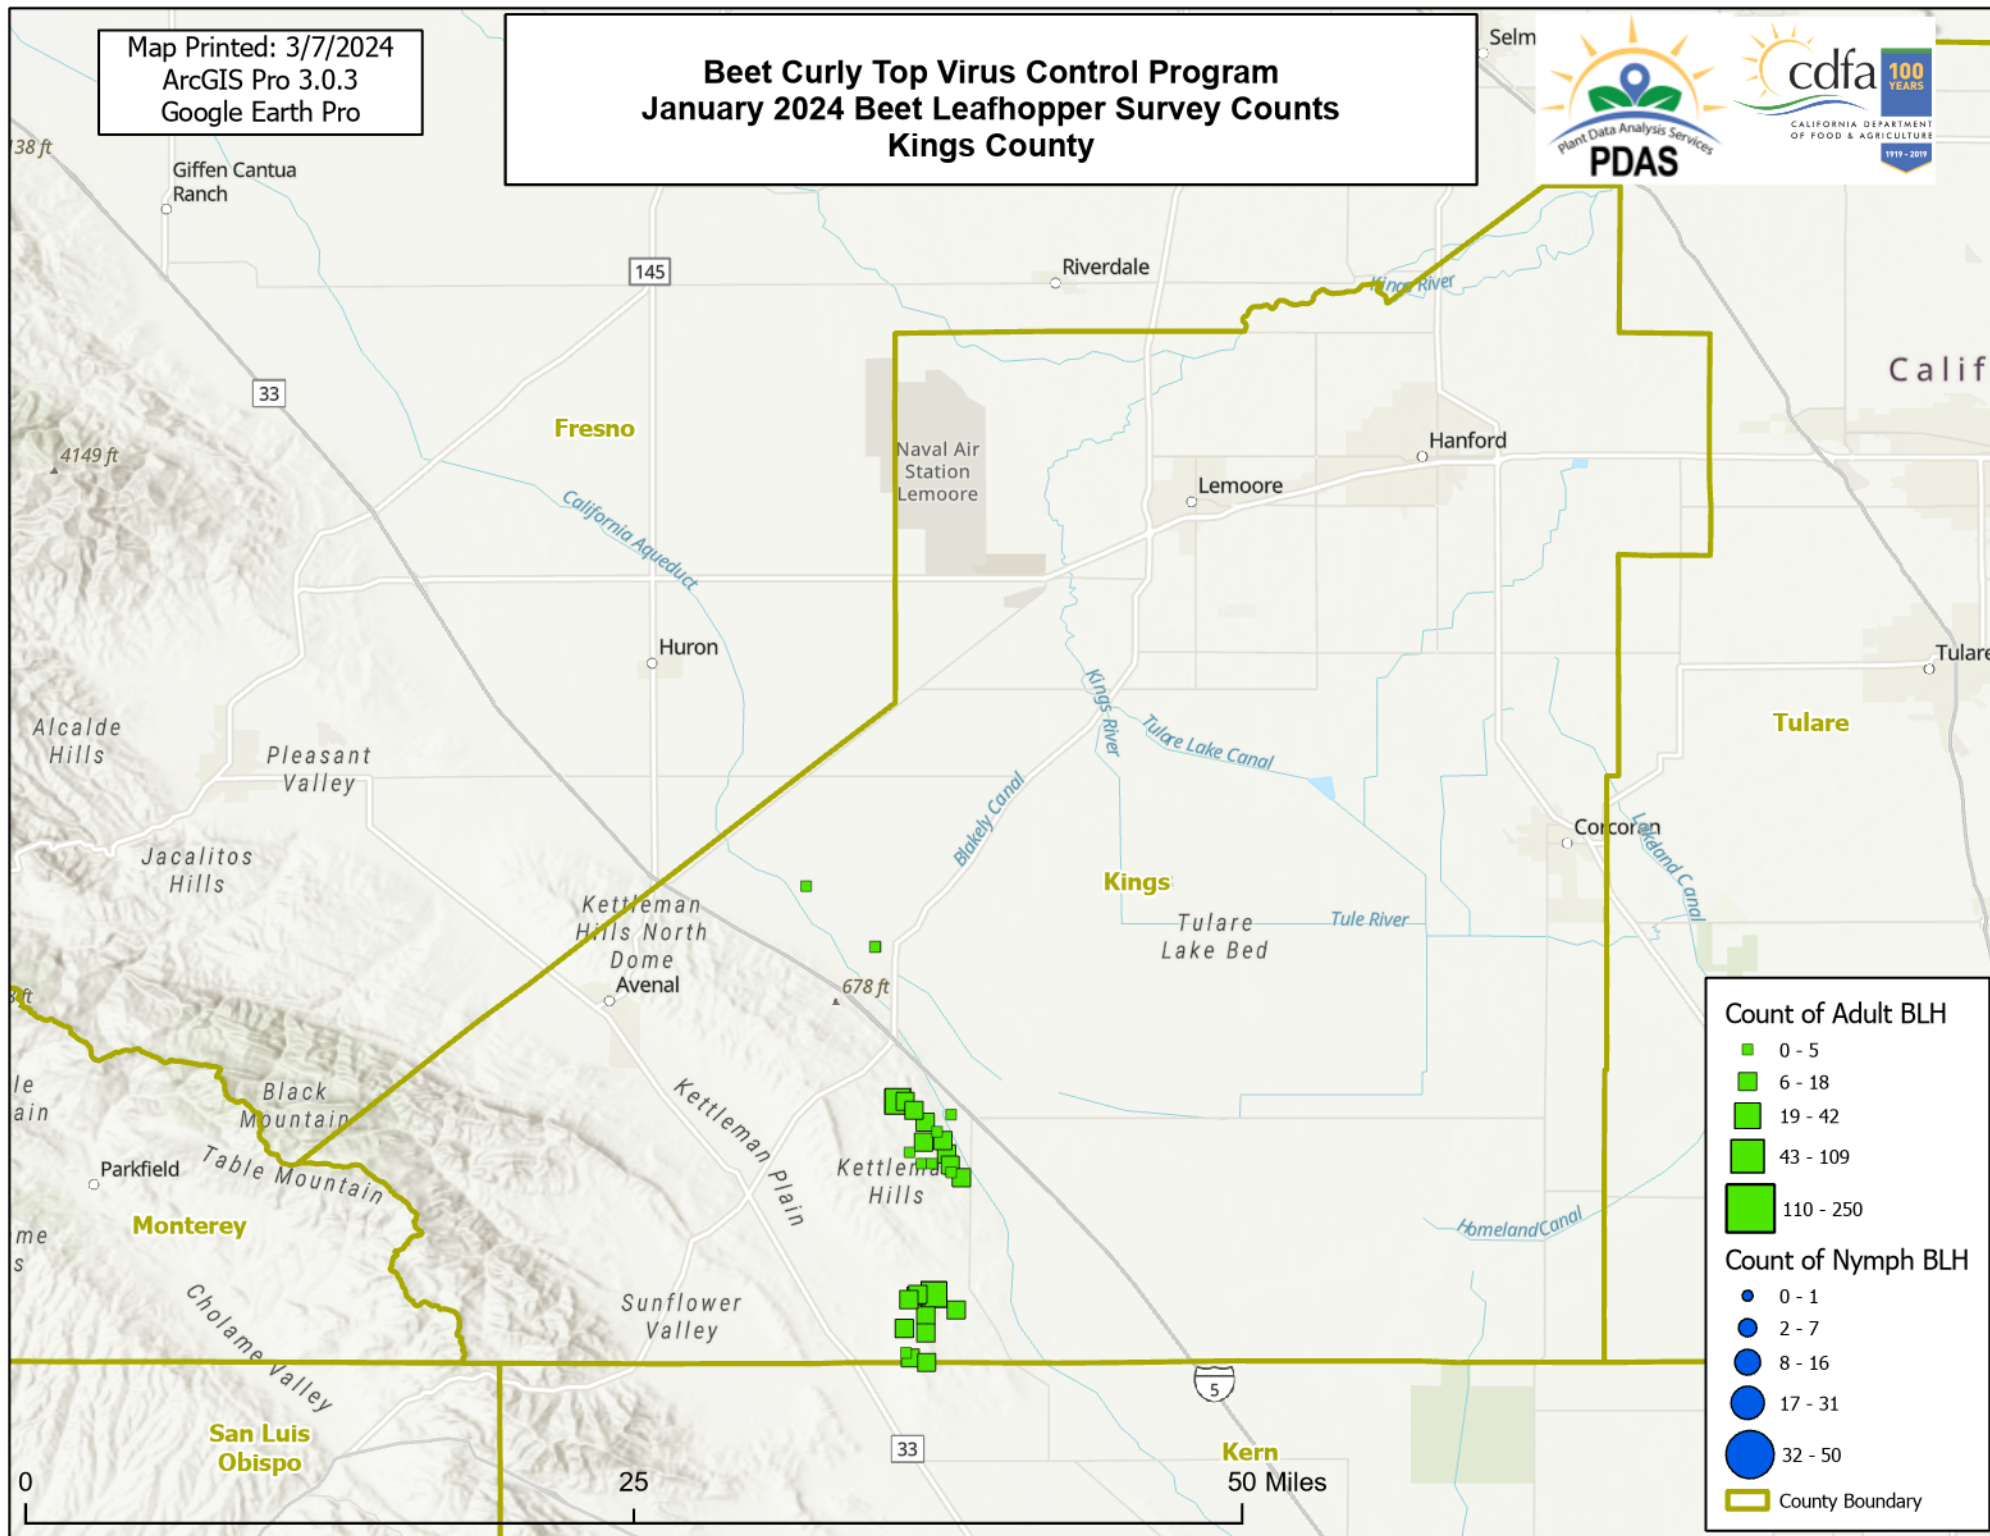 Map Printed: 3/7/2024
ArcGIS Pro 3.0.3
Google Earth Pro
Beet Curly Top Virus Control Program
January 2024 Beet Leafhopper Survey Counts
Kings County
Selm
Plant Data Analysis Services
PDAS
cdfa
100
YEARS
CALIFORNIA DEPARTMENT
OF FOOD & AGRICULTURE
1919 - 2019
138 ft
Giffen Cantua
Ranch
145
Riverdale
Kings River
33
Calif
Fresno
4149 ft
Naval Air
Station
Lemoore
Hanford
Lemoore
California Aqueduct
Huron
Tulare
Kings River
Tulare Lake Canal
Tulare
Alcalde
Hills
Pleasant
Valley
Blakely Canal
Corcoran
Lakeland Canal
Jacalitos
Hills
Kings
Kettleman
Hills North
Dome
Tulare
Lake Bed
Tule River
Avenal
678 ft
ft
Black
Mountain
le
ain
Kettleman Plain
Table Mountain
Parkfield
Kettlema
Hills
Monterey
me
s
Homeland Canal
Cholame Valley
Sunflower
Valley
5
San Luis
Obispo
33
Kern
0
25
50 Miles
Count of Adult BLH
0 - 5
6 - 18
19 - 42
43 - 109
110 - 250
Count of Nymph BLH
0 - 1
2 - 7
8 - 16
17 - 31
32 - 50
County Boundary